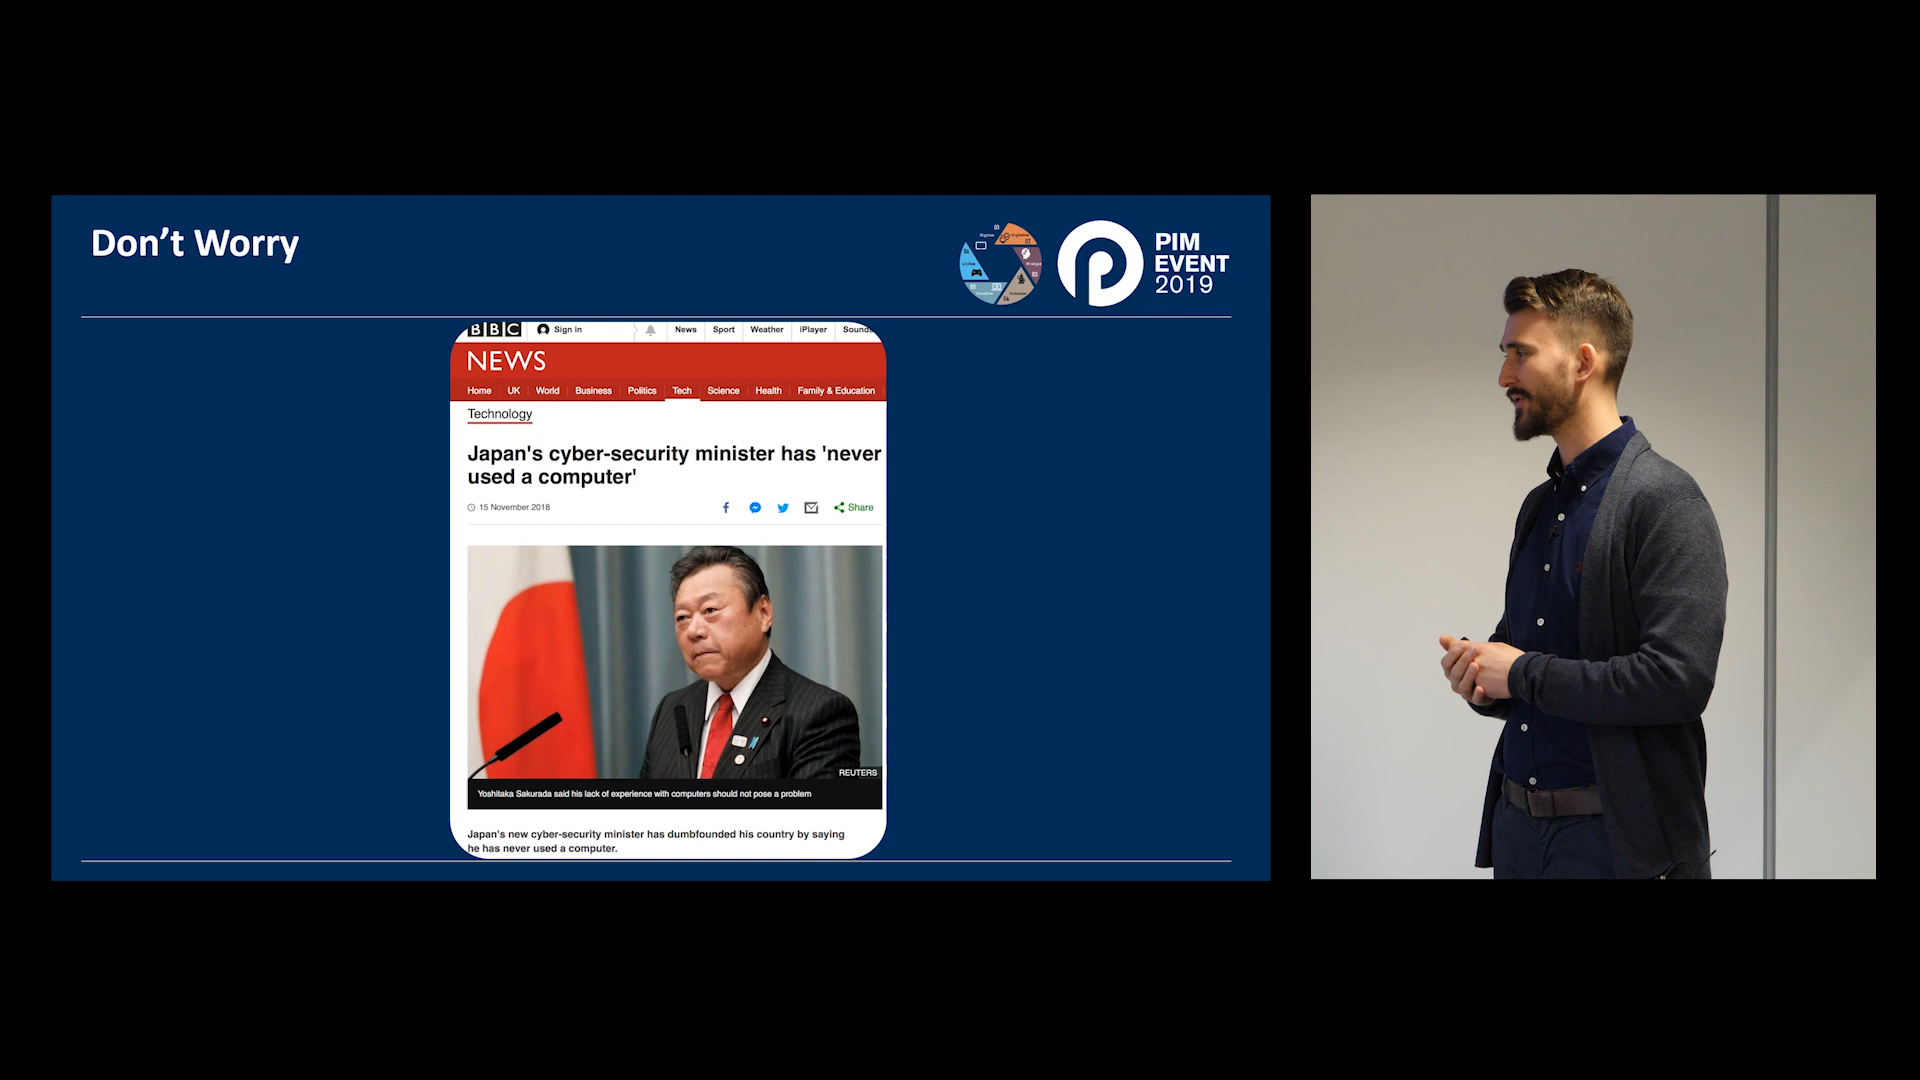 Don't Worry
PIM
EVENT
2019
BBC Sign in News Sport Weather iPlayer Sounds
NEWS
Home UK World Business Politics Tech Science Health Family & Education
Technology
Japan's cyber-security minister has 'never
used a computer'
15 November 2018 Share
REUTERS
Yoshitaka Sakurada said his lack of experience with computers should not pose a problem
Japan's new cyber-security minister has dumbfounded his country by saying
he has never used a computer.